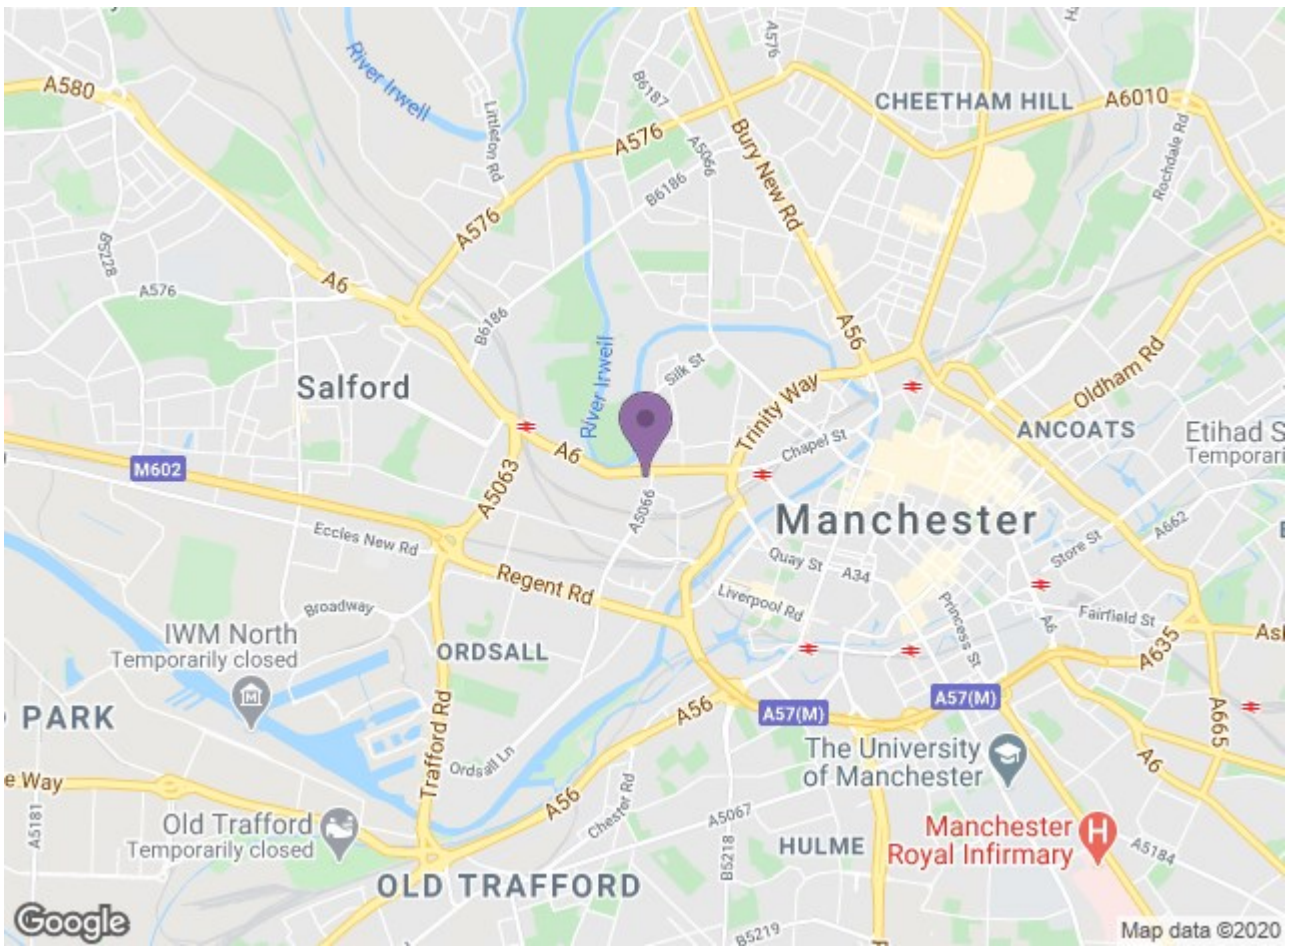 A580
River Irwell
Littleton Rd
B6187
A576
CHEETHAM HILL
A6010
A576
A5066
Bury New Rd
Rochdale Rd
B6186
A576
B5228
A6
A576
B6186
A56
Silk St
River Irwell
Oldham Rd
Salford
Trinity Way
ANCOATS
Chapel St
Etihad S
Temporari
A6
M602
A5063
A5066
Manchester
A662
Eccles New Rd
Store St
Quay St
A34
Regent Rd
Liverpool Rd
Princess St
Broadway
Fairfield St
IWM North
Temporarily closed
A6
A635
Asl
ORDSALL
PARK
Trafford Rd
A56
A57(M)
A57(M)
A665
The University
of Manchester
Ordsall Ln
A6
e Way
A56
Chester Rd
A5181
Old Trafford
Temporarily closed
A5067
B5218
HULME
Manchester
Royal Infirmary
A5184
OLD TRAFFORD
Google
B5219
Map data ©2020